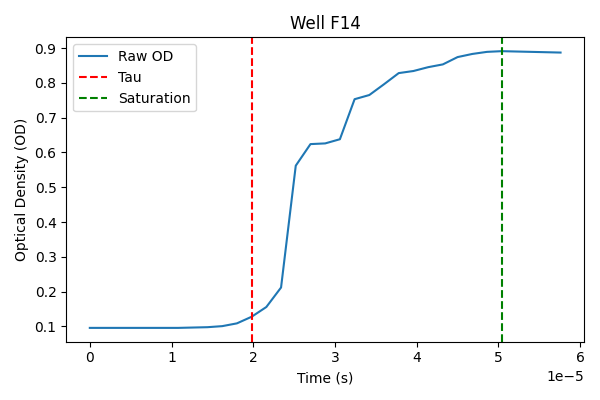 Well F14
Raw OD
Tau
Saturation
Optical Density (OD)
0.9
0.8
0.7
0.6
0.5
0.4
0.3
0.2
0.1
0 1 2 3 4 5 6
1e−5
Time (s)